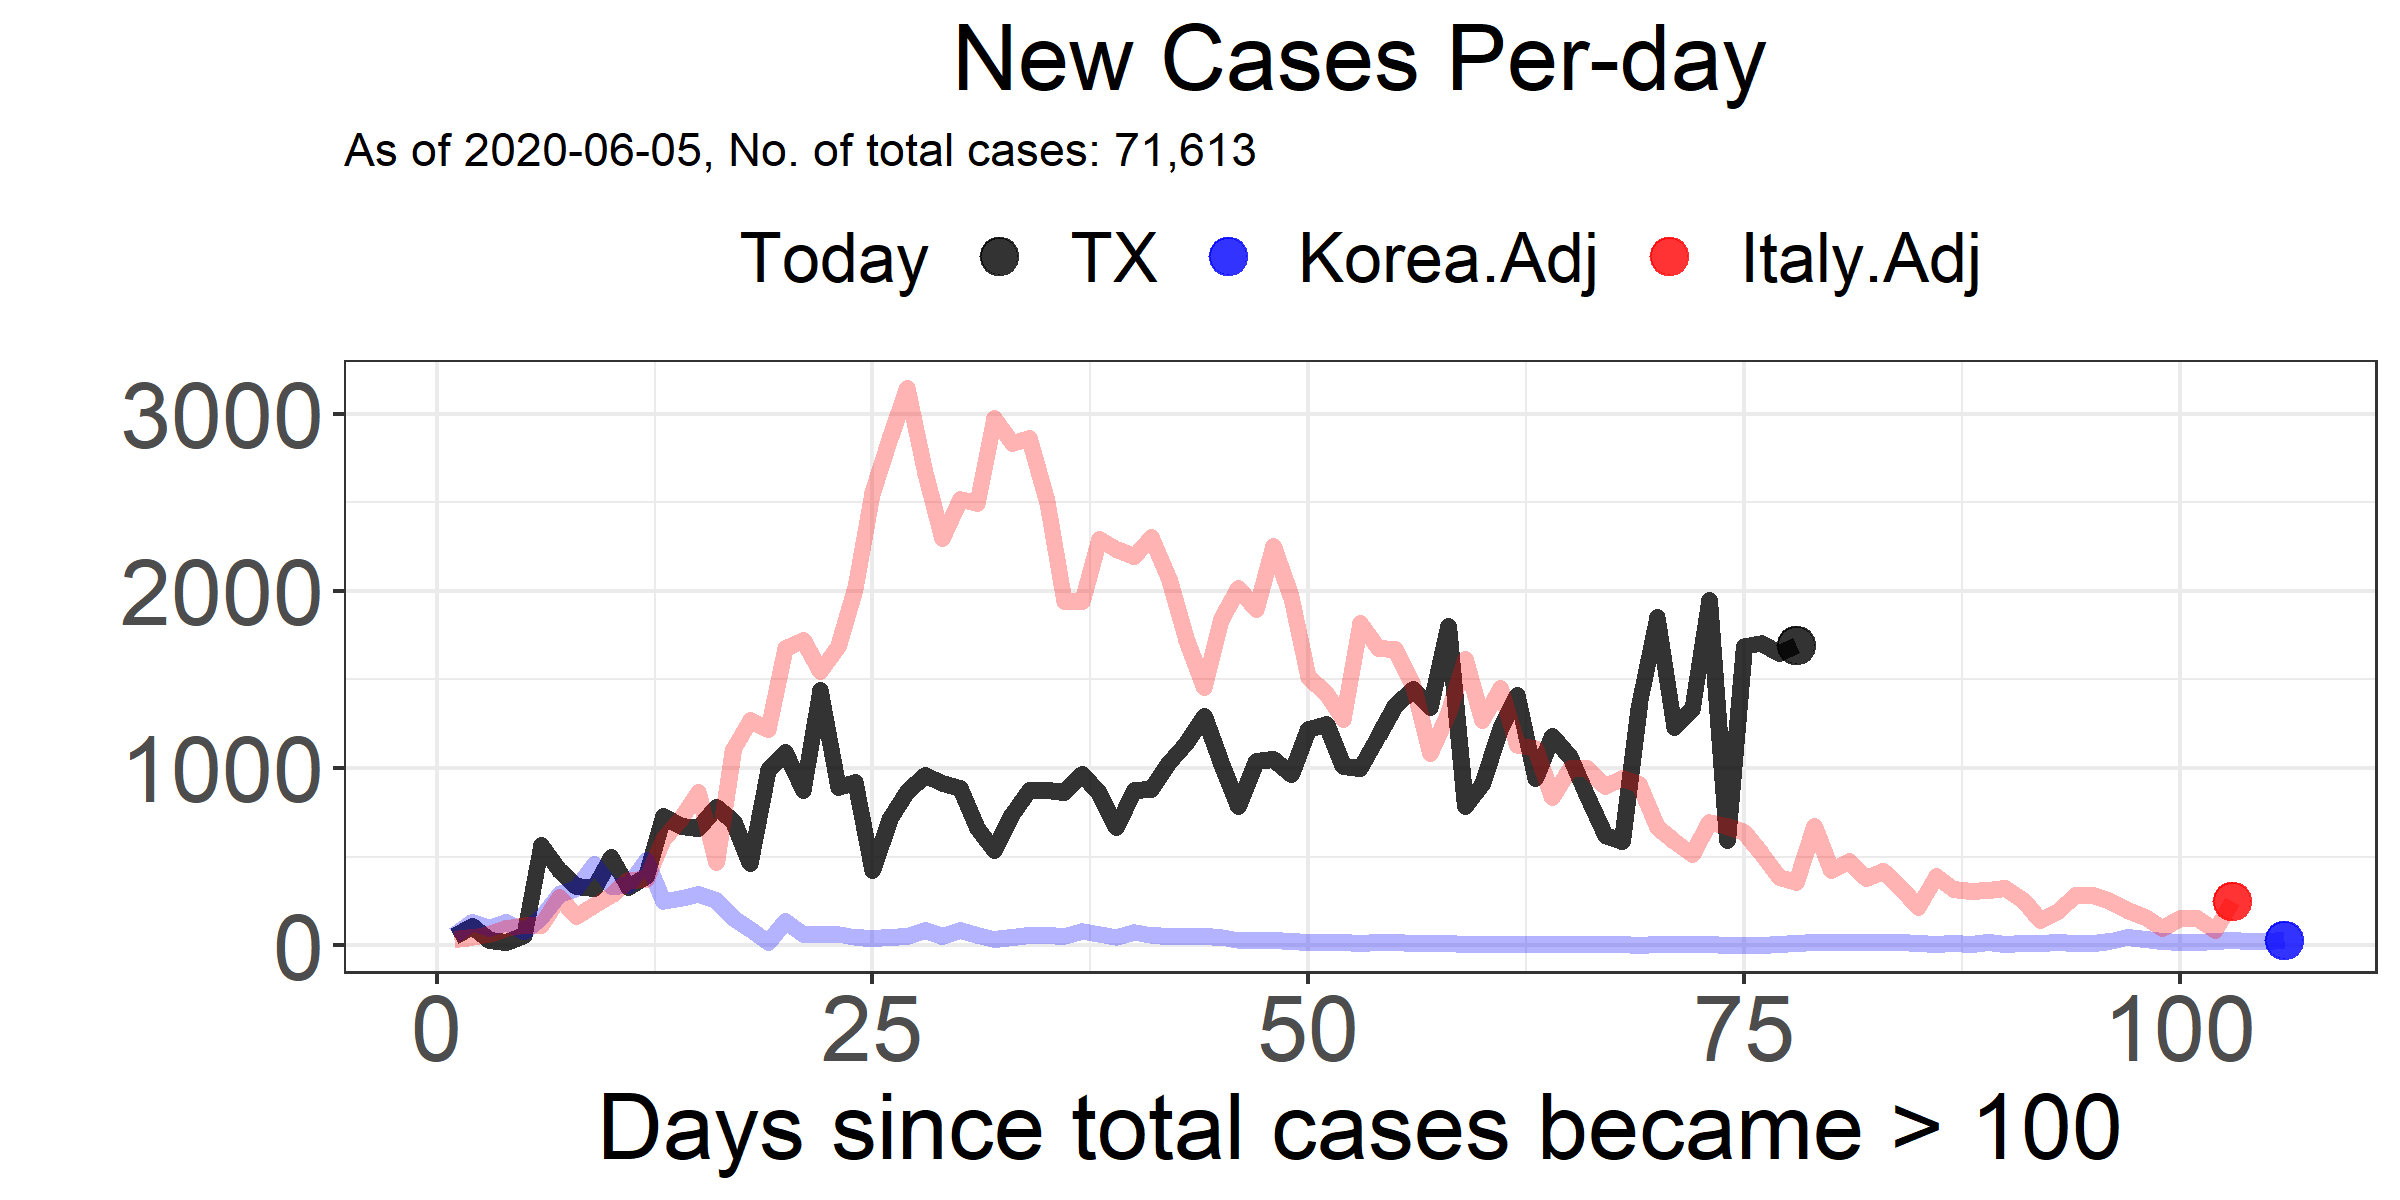 New Cases Per-day
As of 2020-06-05, No. of total cases: 71,613
Today TX Korea.Adj Italy.Adj
3000
2000
1000
0
0 25 50 75 100
Days since total cases became > 100